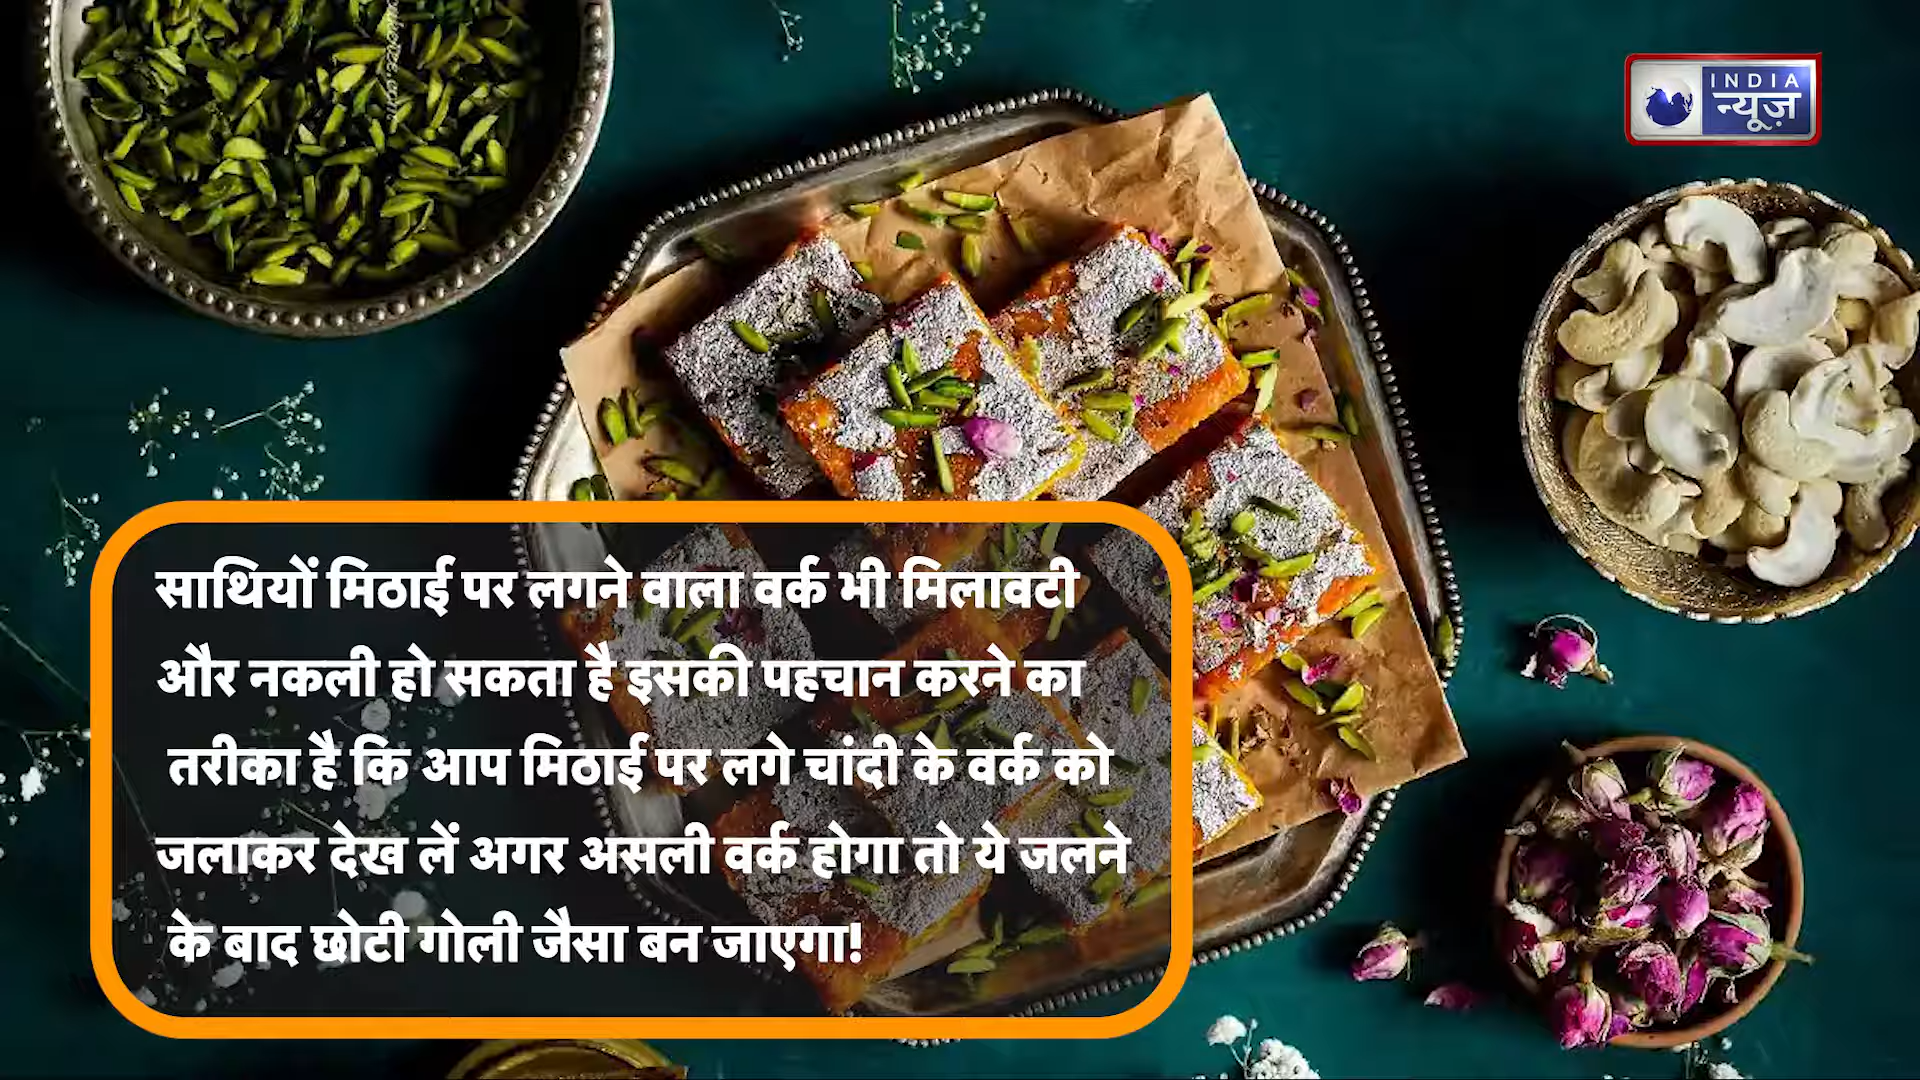 INDIA
न्यूज़
साथियों मिठाई पर लगने वाला वर्क भी मिलावटी
और नकली हो सकता है इसकी पहचान करने का
तरीका है कि आप मिठाई पर लगे चांदी के वर्क को
जलाकर देख लें अगर असली वर्क होगा तो ये जलने
के बाद छोटी गोली जैसा बन जाएगा!